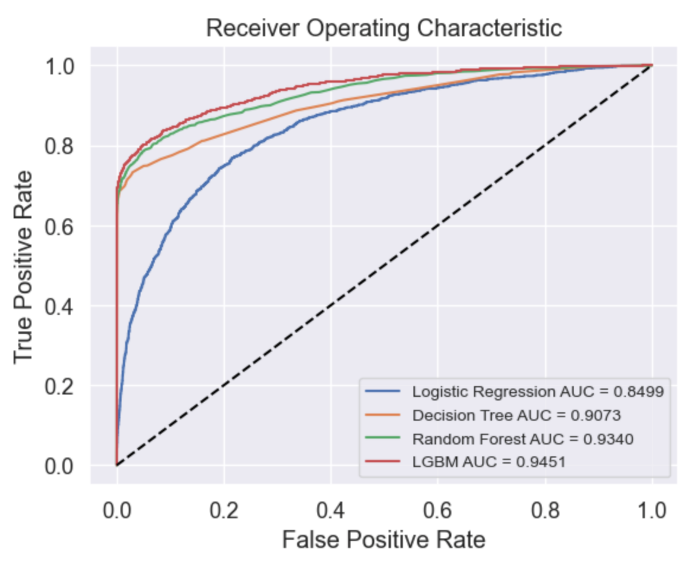 Receiver Operating Characteristic
1.0
0.8
0.6
0.4
0.2
0.0
True Positive Rate
Logistic Regression AUC = 0.8499
Decision Tree AUC = 0.9073
Random Forest AUC = 0.9340
LGBM AUC = 0.9451
0.0 0.2 0.4 0.6 0.8 1.0
False Positive Rate